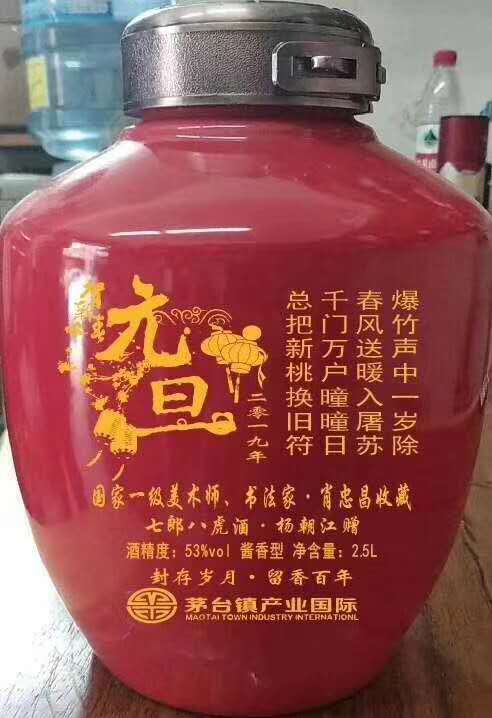 元旦
二零一九年
爆竹声中一岁除
春风送暖入屠苏
千门万户曈曈日
总把新桃换旧符
国家一级美术师、书法家·肖忠昌收藏
七郎八虎酒·杨朝江赠
酒精度：53%vol 酱香型 净含量：2.5L
封存岁月·留香百年
茅台镇产业国际
MAOTAI TOWN INDUSTRY INTERNATIONL